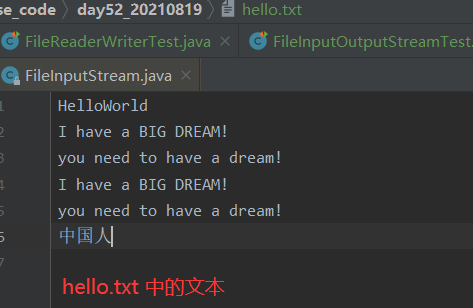 se_code
day52_20210819
hello.txt
FileReaderWriterTest.java
FileInputOutputStreamTest.
FileInputStream.java
1 HelloWorld
2 I have a BIG DREAM!
3 you need to have a dream!
4 I have a BIG DREAM!
5 you need to have a dream!
6 中国人
7
hello.txt 中的文本